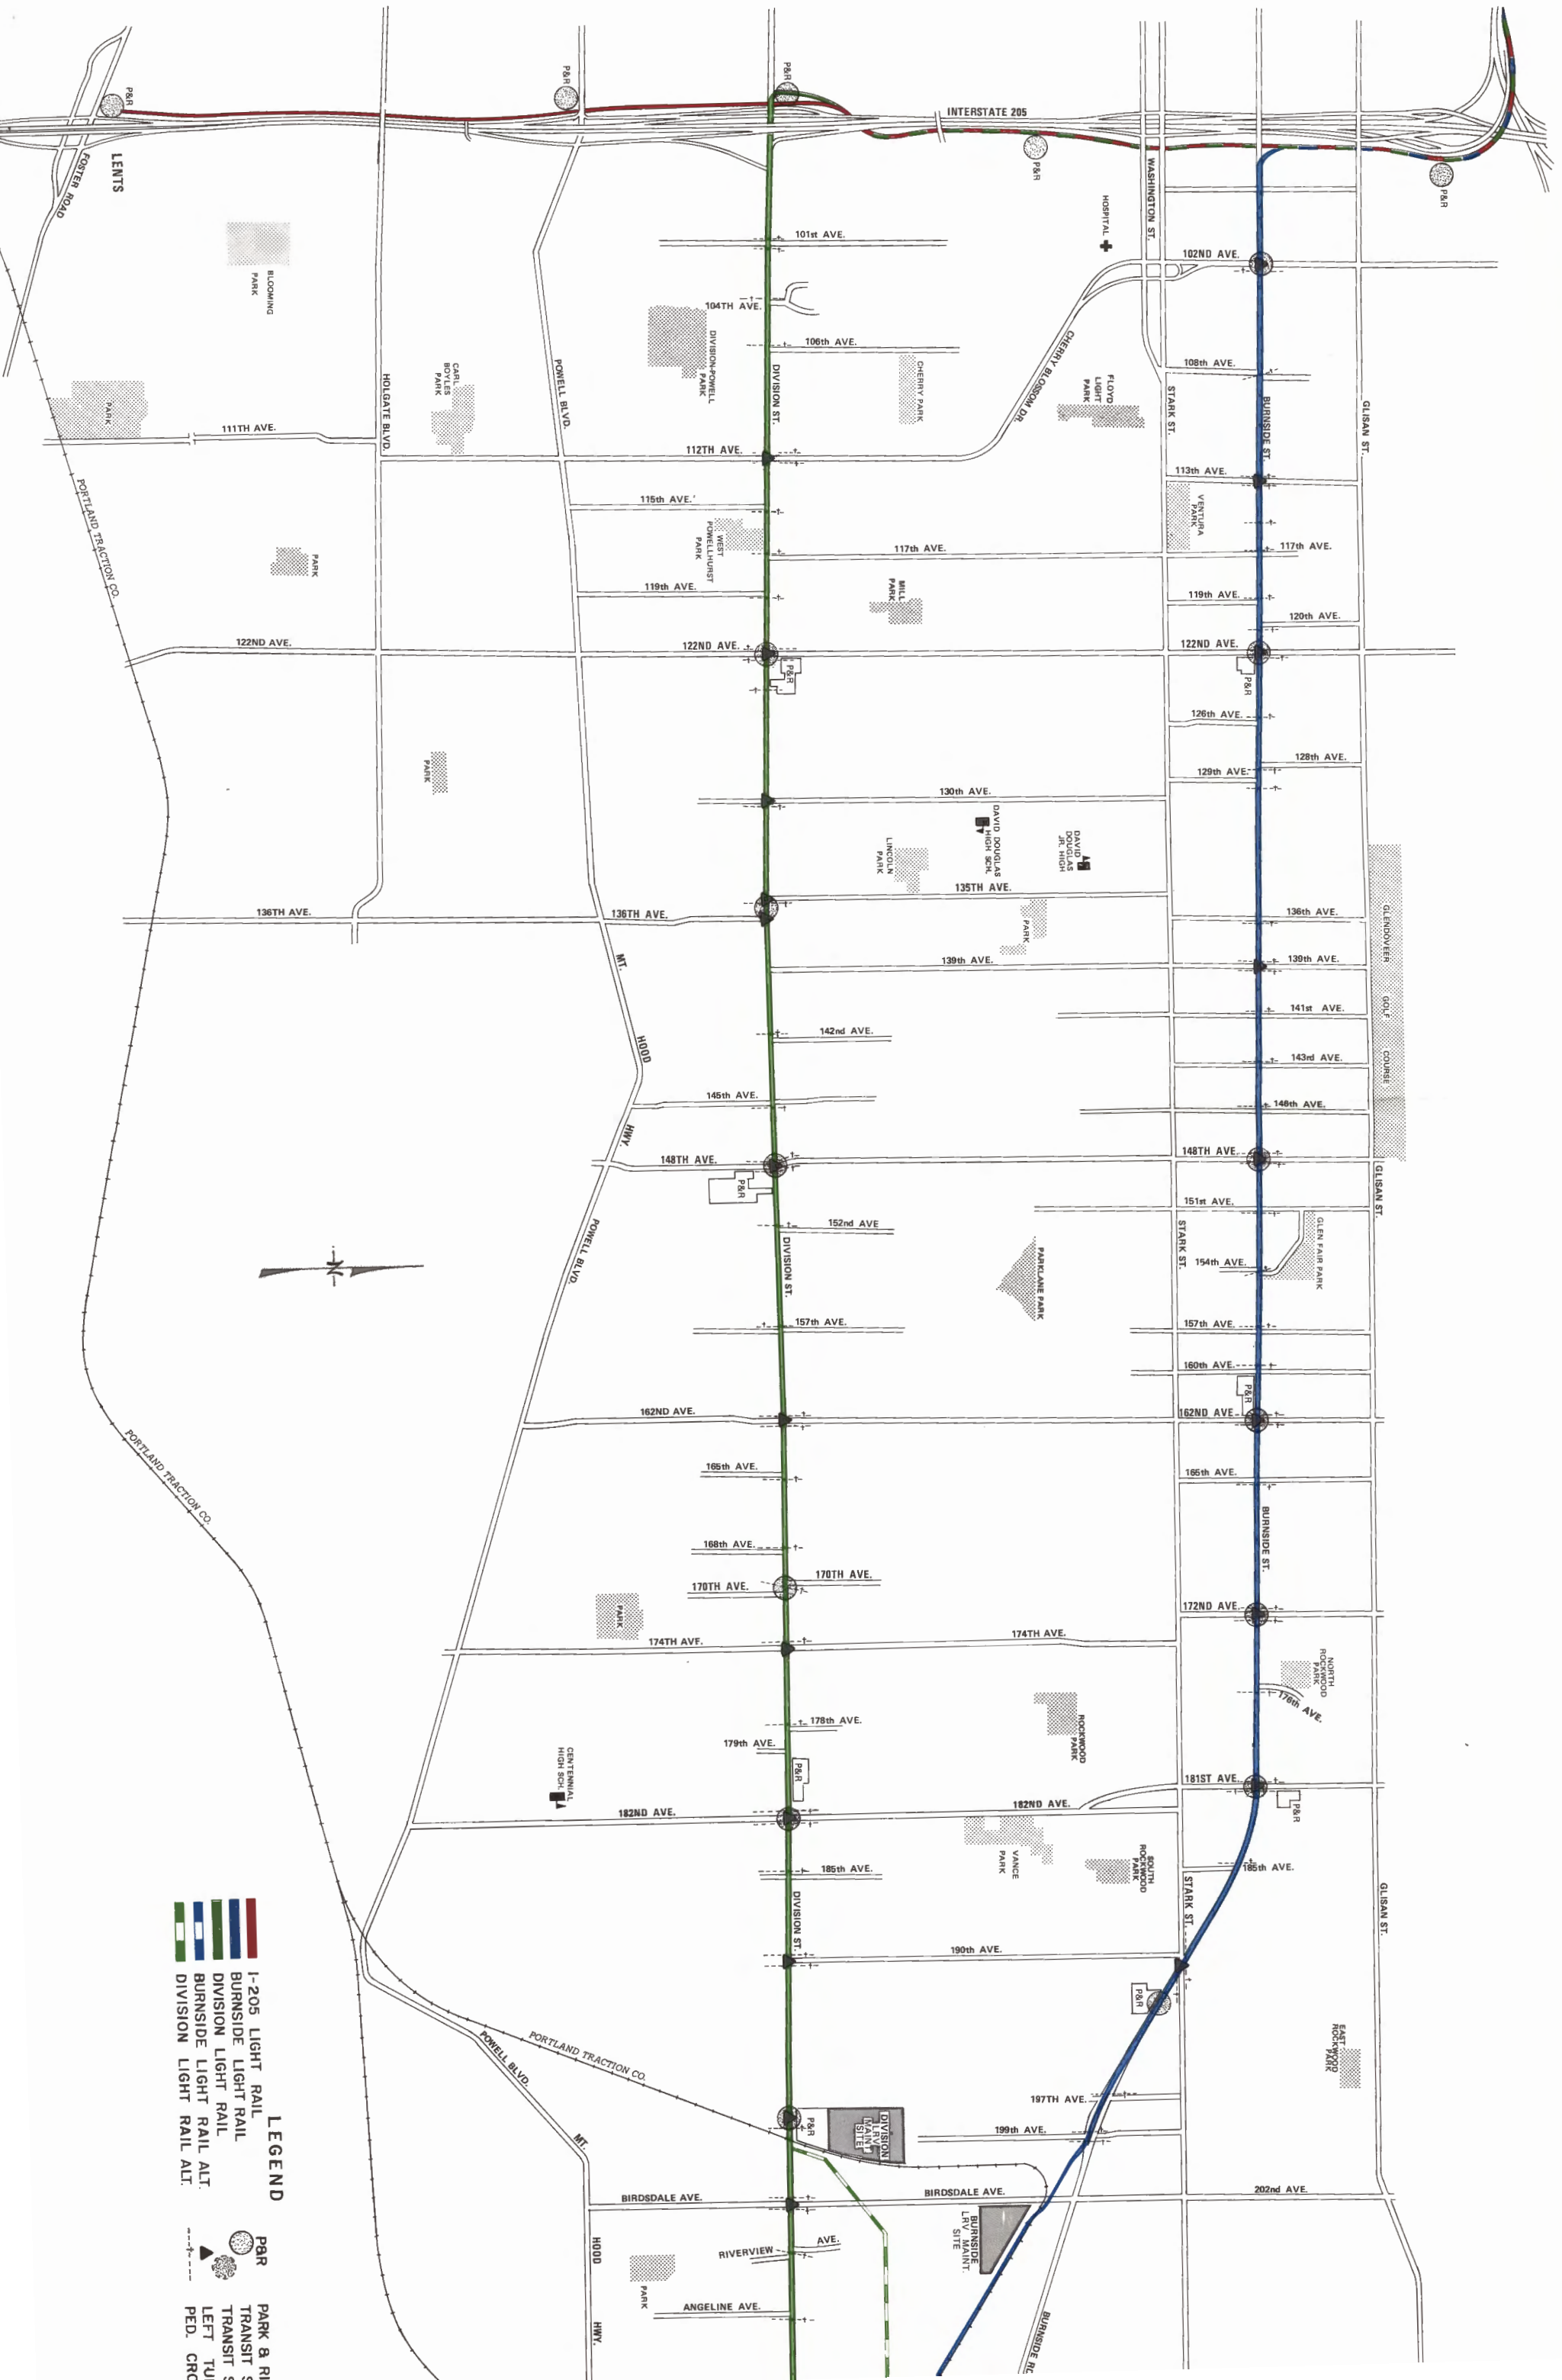 P&R
P&R
P&R
INTERSTATE 205
P&R
P&R
LENTS
FOSTER ROAD
WASHINGTON ST.
HOSPITAL
101st AVE.
102ND AVE.
BLOOMING
PARK
104TH AVE.
106th AVE.
DIVISION-POWELL
PARK
CHERRY PARK
CHERRY BLOSSOM DR.
108th AVE.
FLOYD
LIGHT
PARK
CARL
BOYLES
PARK
HOLGATE BLVD.
POWELL BLVD.
DIVISION ST.
STARK ST.
BURNSIDE ST.
GLISAN ST.
PARK
111TH AVE.
112TH AVE.
113th AVE.
PORTLAND TRACTION CO.
115th AVE.
WEST
POWELLHURST
PARK
VENTURA
PARK
117th AVE.
117th AVE.
PARK
119th AVE.
MILL
PARK
119th AVE.
120th AVE.
122ND AVE.
122ND AVE.
122ND AVE.
P&R
P&R
126th AVE.
PARK
128th AVE.
129th AVE.
130th AVE.
DAVID DOUGLAS
HIGH SCH.
DAVID
DOUGLAS
JR. HIGH
LINCOLN
PARK
135TH AVE.
136TH AVE.
136TH AVE.
136th AVE.
PARK
GLENDOVEER GOLF COURSE
MT. HOOD HWY.
139th AVE.
139th AVE.
141st AVE.
142nd AVE.
143rd AVE.
145th AVE.
146th AVE.
148TH AVE.
148TH AVE.
P&R
151st AVE.
GLISAN ST.
152nd AVE
STARK ST.
GLEN FAIR PARK
154th AVE.
N
POWELL BLVD.
DIVISION ST.
PARKLANE PARK
157th AVE.
157th AVE.
160th AVE.
P&R
162ND AVE.
162ND AVE.
PORTLAND TRACTION CO.
165th AVE.
165th AVE.
BURNSIDE ST.
168th AVE.
170TH AVE.
170TH AVE.
172ND AVE.
PARK
174TH AVE.
174TH AVE.
NORTH
ROCKWOOD
PARK
176th AVE.
ROCKWOOD
PARK
178th AVE.
179th AVE.
CENTENNIAL
HIGH SCH.
P&R
181ST AVE.
P&R
182ND AVE.
182ND AVE.
VANCE
PARK
SOUTH
ROCKWOOD
PARK
185th AVE.
185th AVE.
DIVISION ST.
STARK ST.
GLISAN ST.
190th AVE.
P&R
POWELL BLVD.
PORTLAND TRACTION CO.
EAST
ROCKWOOD
PARK
197TH AVE.
199th AVE.
P&R
DIVISION
LRV
MAINT.
SITE
MT. HOOD HWY.
BIRDSDALE AVE.
BIRDSDALE AVE.
202nd AVE.
BURNSIDE
LRV MAINT.
SITE
RIVERVIEW AVE.
PARK
ANGELINE AVE.
BURNSIDE RD
LEGEND
I-205 LIGHT RAIL
BURNSIDE LIGHT RAIL
DIVISION LIGHT RAIL
BURNSIDE LIGHT RAIL ALT.
DIVISION LIGHT RAIL ALT.
P&R
PARK & RI
TRANSIT S
TRANSIT S
LEFT TU
PED. CRO